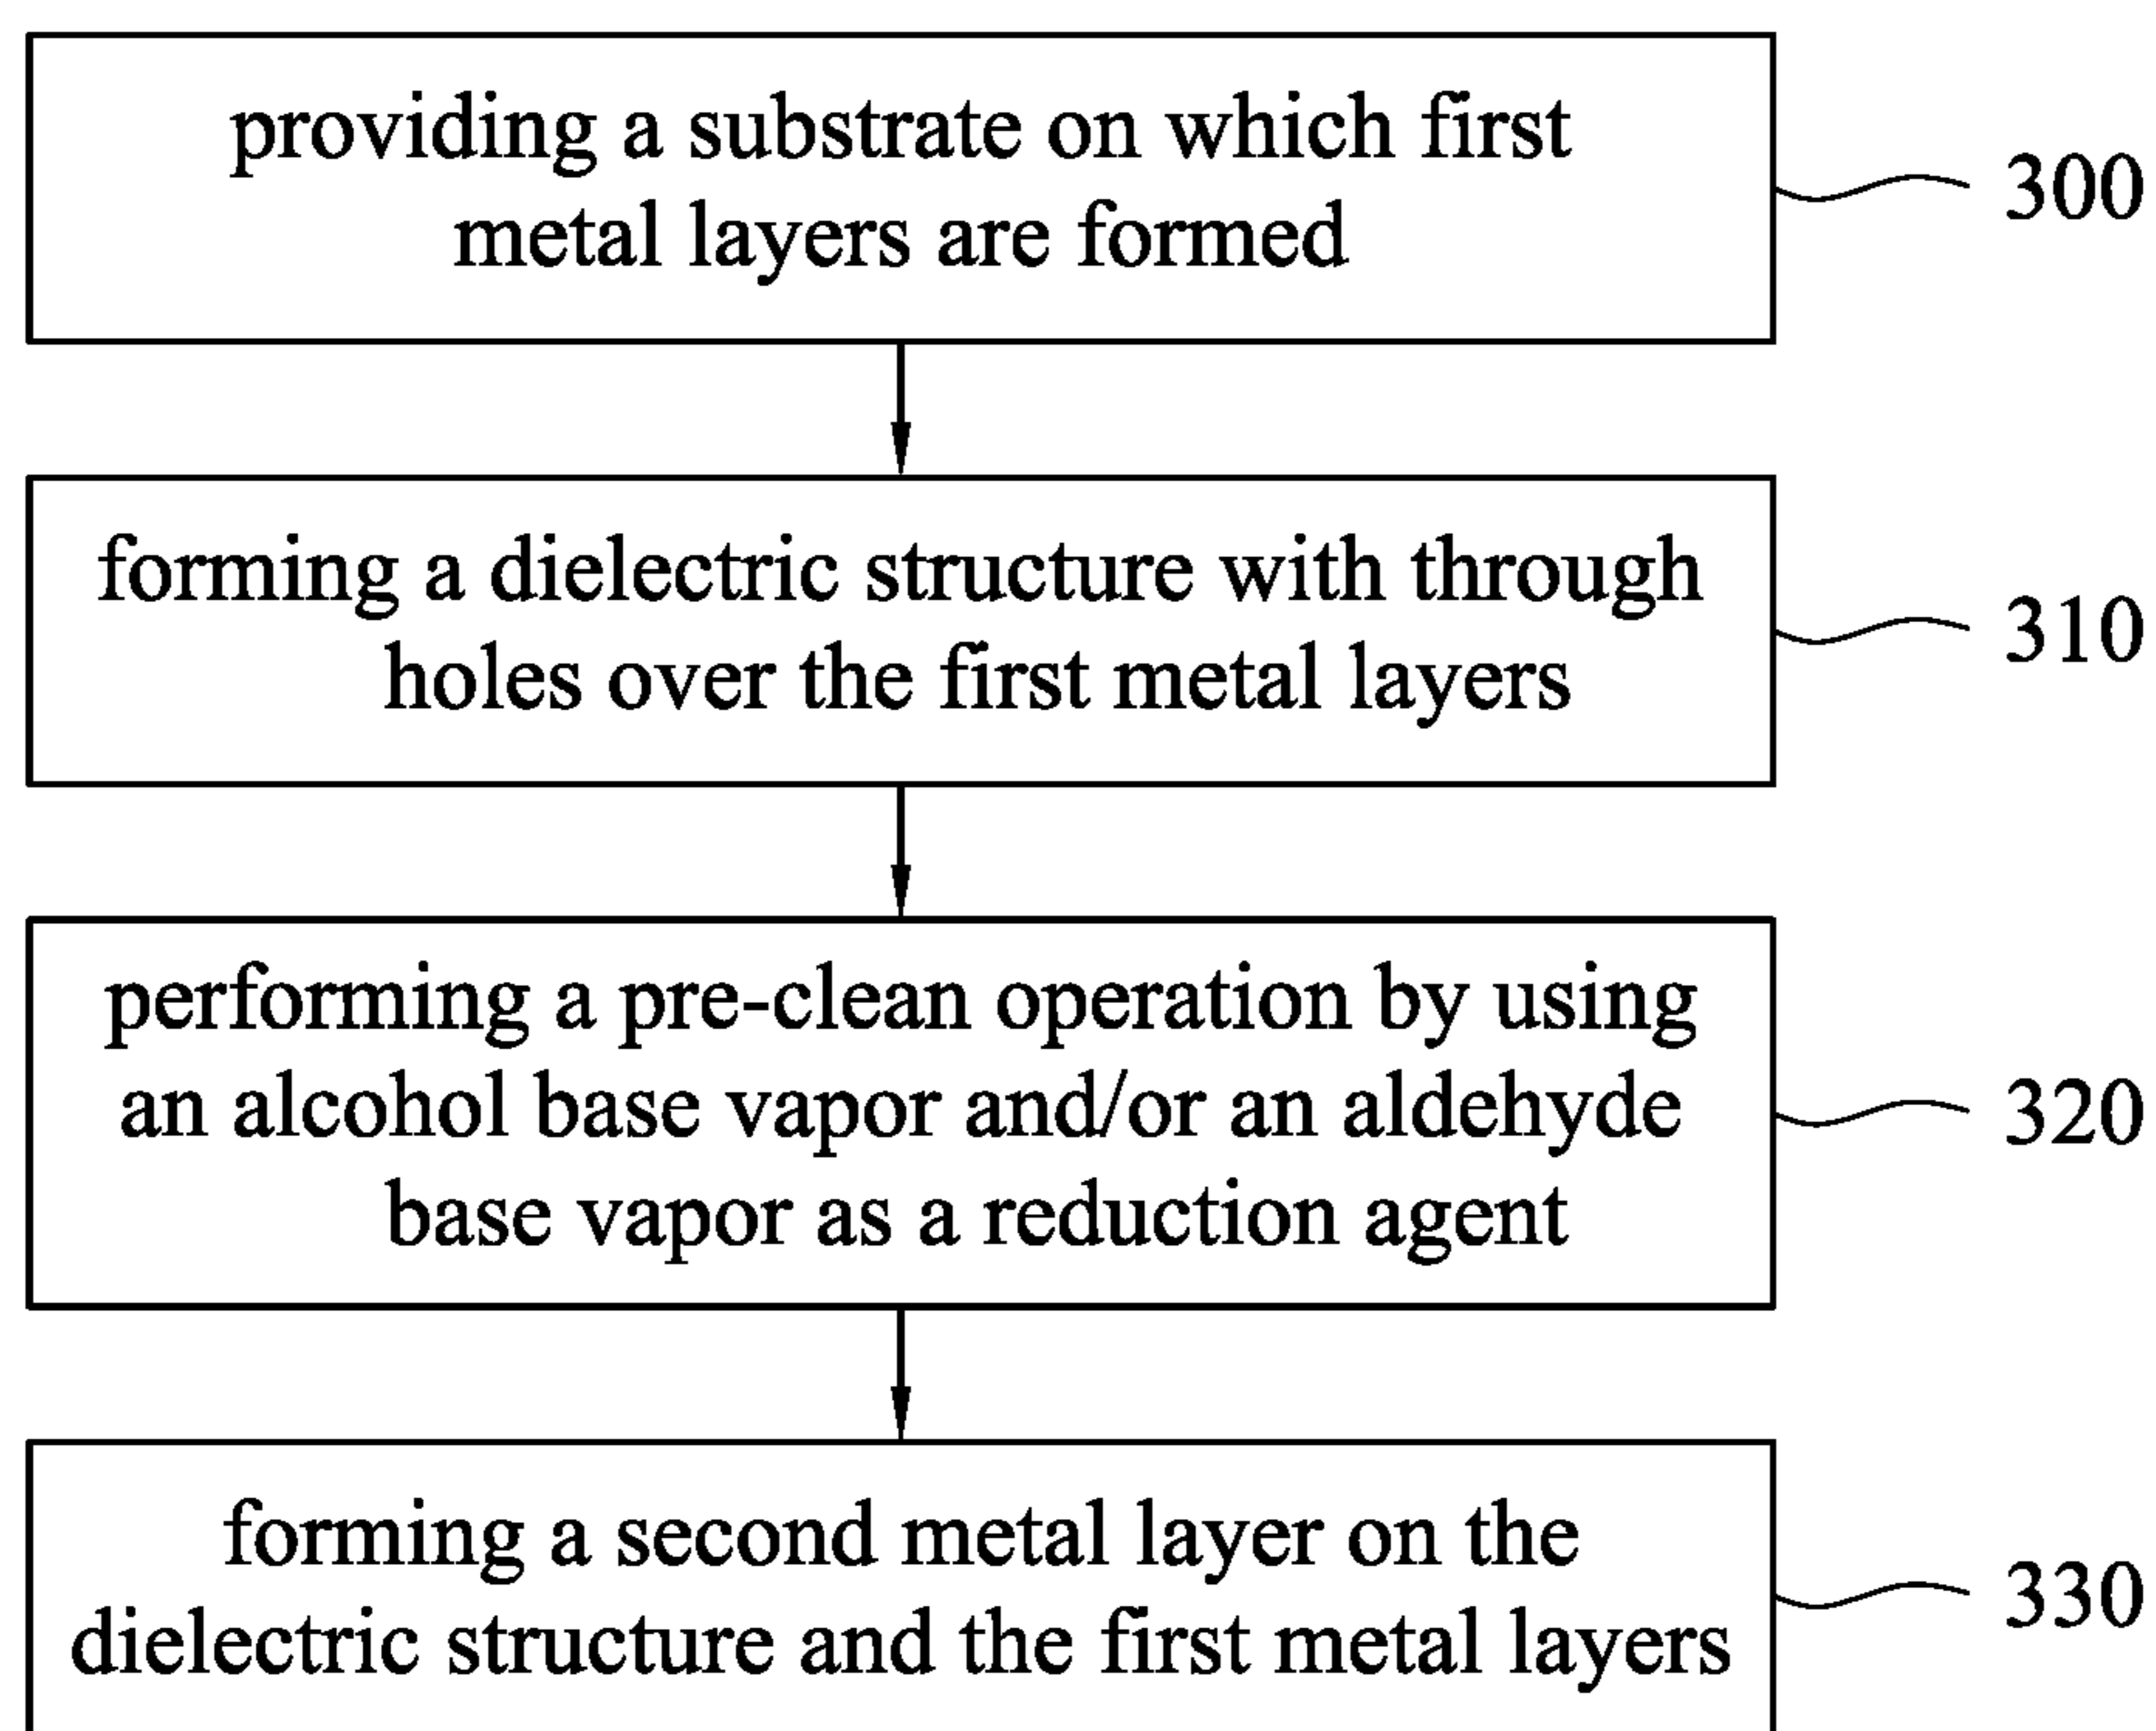 providing a substrate on which first
metal layers are formed
300
forming a dielectric structure with through
holes over the first metal layers
310
performing a pre-clean operation by using
an alcohol base vapor and/or an aldehyde
base vapor as a reduction agent
320
forming a second metal layer on the
dielectric structure and the first metal layers
330